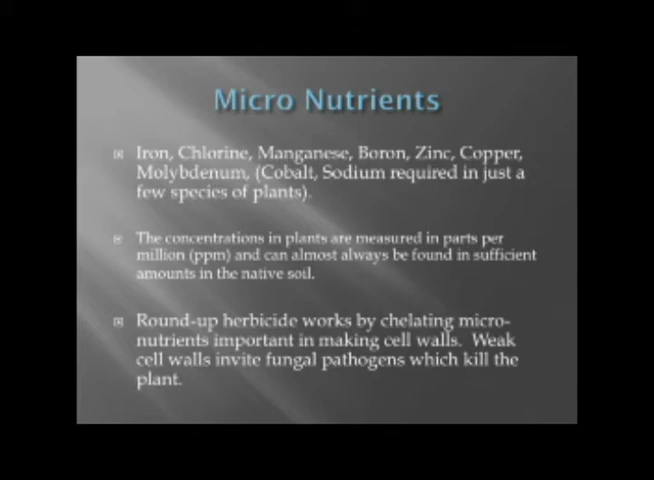 Micro Nutrients
Iron, Chlorine, Manganese, Boron, Zinc, Copper,
Molybdenum, (Cobalt, Sodium required in just a
few species of plants).
The concentrations in plants are measured in parts per
million (ppm) and can almost always be found in sufficient
amounts in the native soil.
Round-up herbicide works by chelating micro-
nutrients important in making cell walls.  Weak
cell walls invite fungal pathogens which kill the
plant.